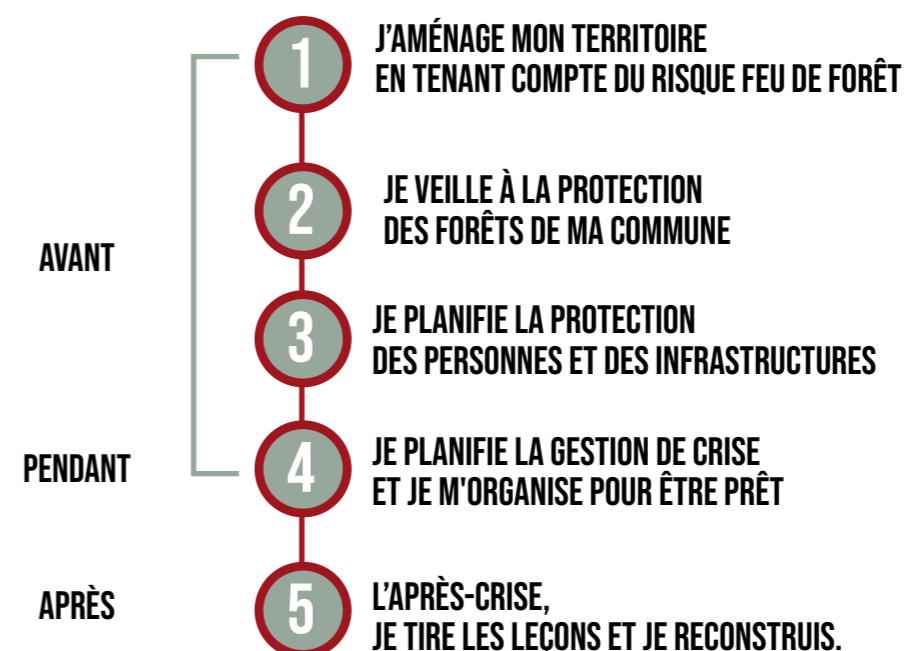 1
J'AMÉNAGE MON TERRITOIRE
EN TENANT COMPTE DU RISQUE FEU DE FORÊT
2
JE VEILLE À LA PROTECTION
DES FORÊTS DE MA COMMUNE
AVANT
3
JE PLANIFIE LA PROTECTION
DES PERSONNES ET DES INFRASTRUCTURES
PENDANT
4
JE PLANIFIE LA GESTION DE CRISE
ET JE M'ORGANISE POUR ÊTRE PRÊT
APRÈS
5
L'APRÈS-CRISE,
JE TIRE LES LEÇONS ET JE RECONSTRUIS.